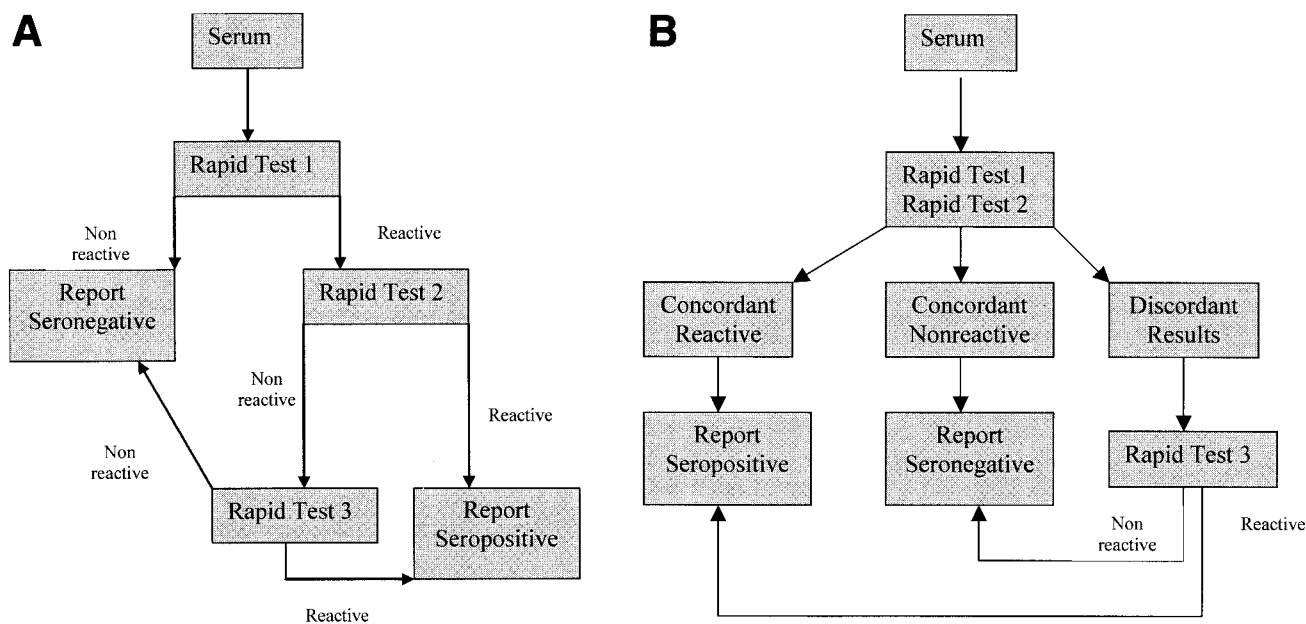 A
Serum
Rapid Test 1
Non
reactive
Reactive
Report
Seronegative
Rapid Test 2
Non
reactive
Reactive
Non
reactive
Rapid Test 3
Report
Seropositive
Reactive
B
Serum
Rapid Test 1
Rapid Test 2
Concordant
Reactive
Concordant
Nonreactive
Discordant
Results
Report
Seropositive
Report
Seronegative
Rapid Test 3
Non
reactive
Reactive